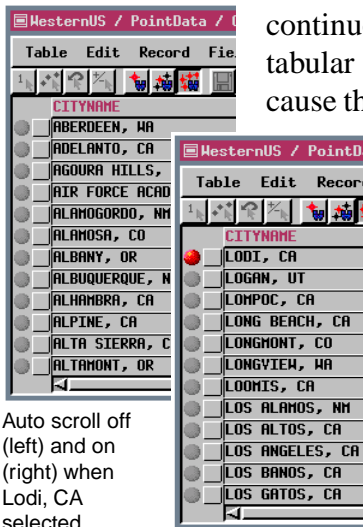 WesternUS / PointData /
Table Edit Record
CITYNAME
ABERDEEN, WA
ADELANTO, CA
AGOURA HILLS,
AIR FORCE ACAD
ALAMOGORDO, NM
ALAMOSA, CO
ALBANY, OR
ALBUQUERQUE, N
ALHAMBRA, CA
ALPINE, CA
ALTA SIERRA, C
ALTAMONT, OR
tabular
cause th
WesternUS / PointD
Table Edit Recor
CITYNAME
LODI, CA
LOGAN, UT
LOMPOC, CA
LONG BEACH, CA
LONGMONT, CO
LONGVIEW, WA
LOOMIS, CA
LOS ALAMOS, NM
LOS ALTOS, CA
LOS ANGELES, CA
LOS BANOS, CA
LOS GATOS, CA
Auto scroll off
(left) and on
(right) when
Lodi, CA
selected